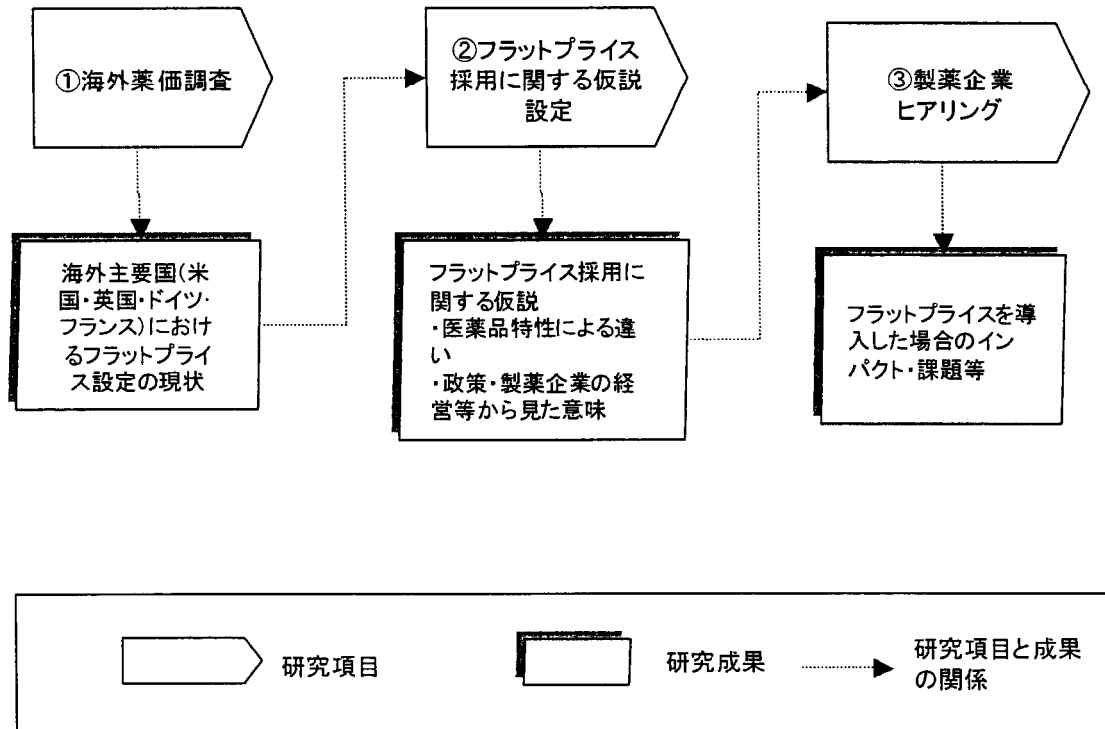 ①海外薬価調査
②フラットプライス
採用に関する仮説
設定
③製薬企業
ヒアリング
海外主要国(米
国・英国・ドイツ・
フランス)におけ
るフラットプライ
ス設定の現状
フラットプライス採用に
関する仮説
・医薬品特性による違
い
・政策・製薬企業の経
営等から見た意味
フラットプライスを導
入した場合のイン
パクト・課題等
研究項目
研究成果
研究項目と成果
の関係